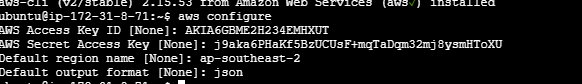 aws-cli (v2/stable) 2.15.53 from Amazon Web Services (aws✓) installed
ubuntu@ip-172-31-8-71:~$ aws configure
AWS Access Key ID [None]: AKIA6GBME2H234EMHXUT
AWS Secret Access Key [None]: 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
Default region name [None]: ap-southeast-2
Default output format [None]: json